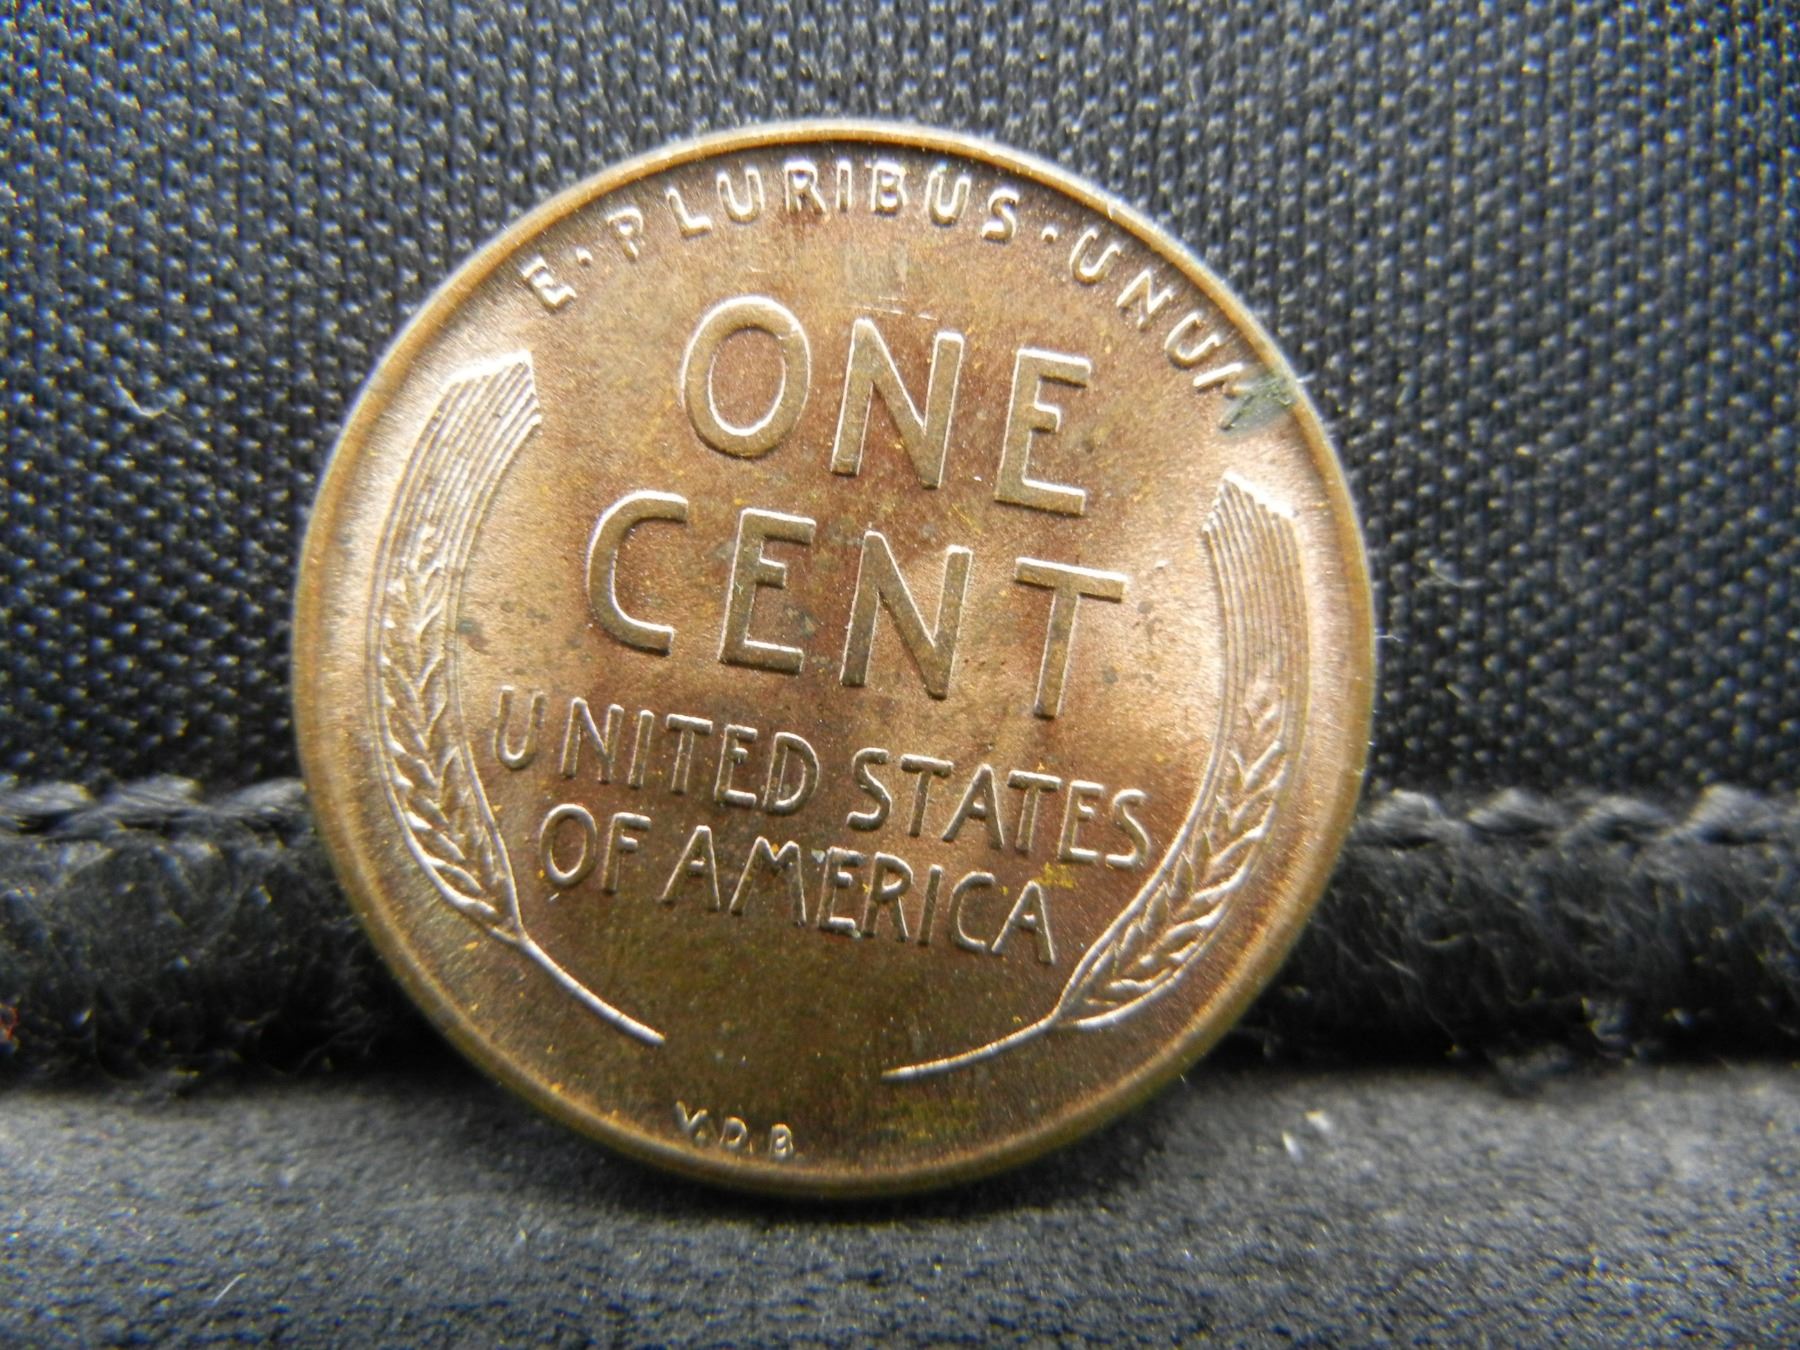 E·PLURIBUS·UNUM
ONE
CENT
UNITED STATES
OF AMERICA
V.D.B.